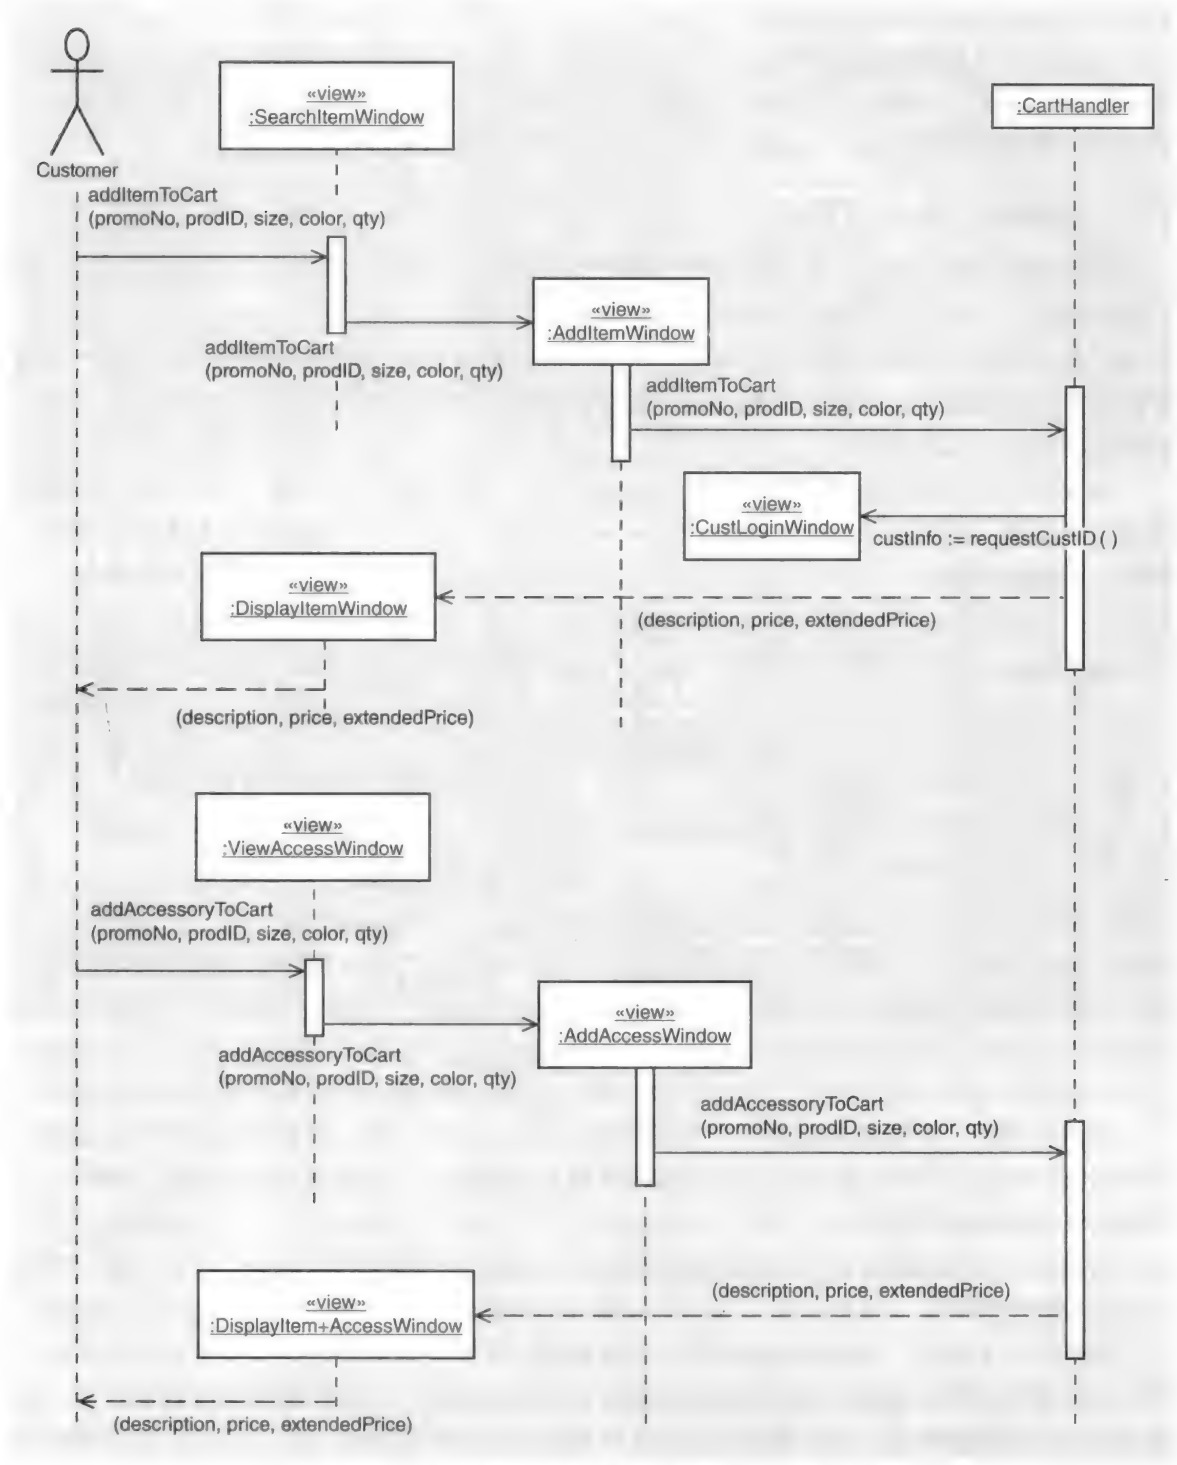 «view»
:SearchItemWindow
:CartHandler
Customer
addItemToCart
(promoNo, prodID, size, color, qty)
«view»
:AddItemWindow
addItemToCart
(promoNo, prodID, size, color, qty)
addItemToCart
(promoNo, prodID, size, color, qty)
«view»
:CustLoginWindow
custInfo := requestCustID ( )
«view»
:DisplayItemWindow
(description, price, extendedPrice)
(description, price, extendedPrice)
«view»
:ViewAccessWindow
addAccessoryToCart
(promoNo, prodID, size, color, qty)
«view»
:AddAccessWindow
addAccessoryToCart
(promoNo, prodID, size, color, qty)
addAccessoryToCart
(promoNo, prodID, size, color, qty)
(description, price, extendedPrice)
«view»
:DisplayItem+AccessWindow
(description, price, extendedPrice)